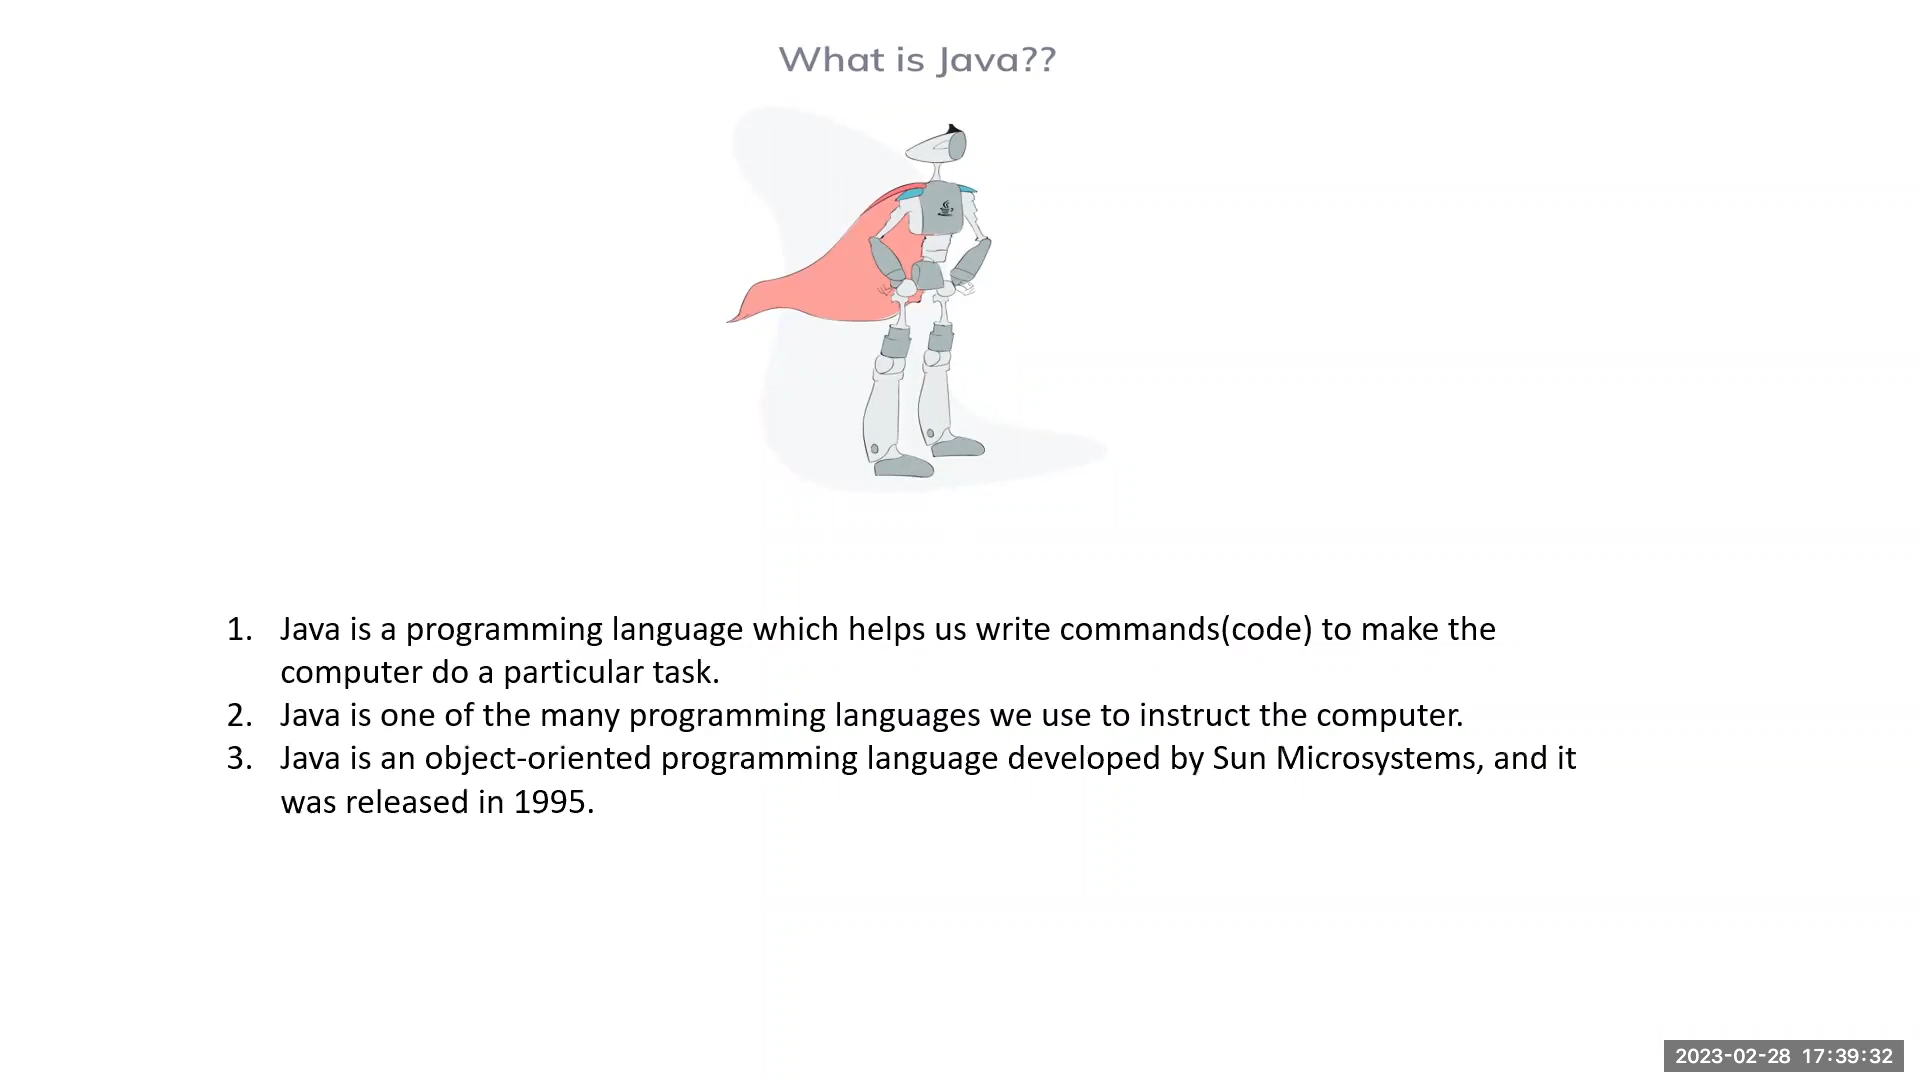 What is Java??
1. Java is a programming language which helps us write commands(code) to make the
computer do a particular task.
2. Java is one of the many programming languages we use to instruct the computer.
3. Java is an object-oriented programming language developed by Sun Microsystems, and it
was released in 1995.
2023-02-28 17:39:32